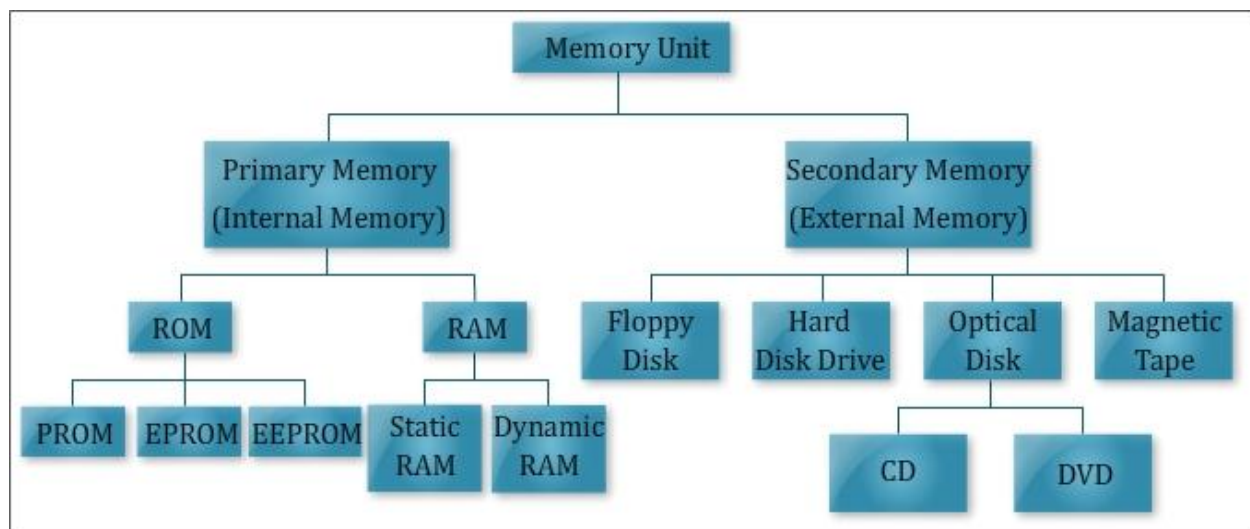 Memory Unit
Primary Memory
(Internal Memory)
Secondary Memory
(External Memory)
ROM
RAM
Floppy
Disk
Hard
Disk Drive
Optical
Disk
Magnetic
Tape
PROM
EPROM
EEPROM
Static
RAM
Dynamic
RAM
CD
DVD